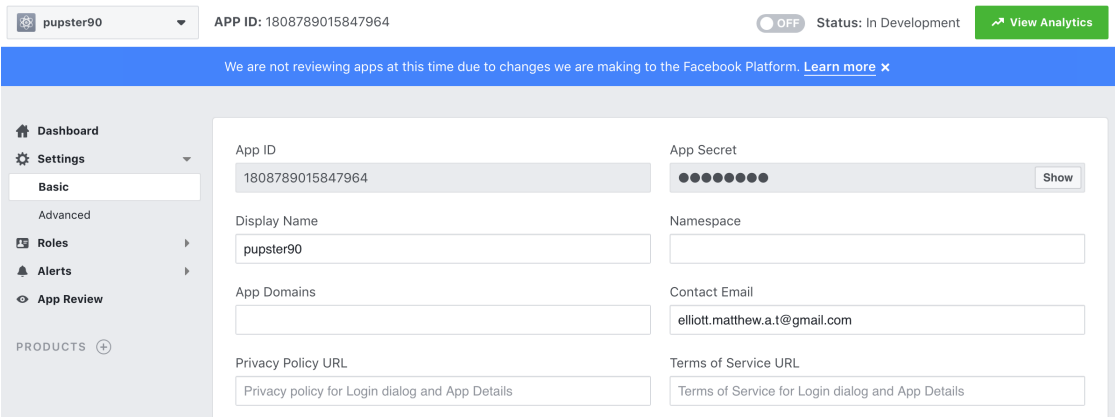 pupster90
APP ID: 1808789015847964
OFF
Status: In Development
View Analytics
We are not reviewing apps at this time due to changes we are making to the Facebook Platform. Learn more ×
Dashboard
Settings
Basic
Advanced
Roles
Alerts
App Review
PRODUCTS
App ID
1808789015847964
App Secret
●●●●●●●●
Show
Display Name
pupster90
Namespace
App Domains
Contact Email
elliott.matthew.a.t@gmail.com
Privacy Policy URL
Privacy policy for Login dialog and App Details
Terms of Service URL
Terms of Service for Login dialog and App Details